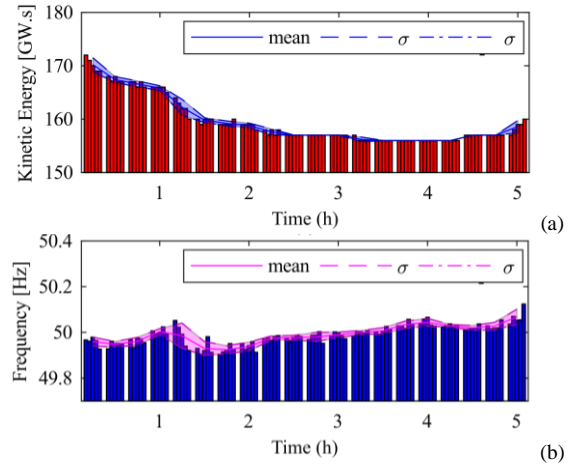 180
170
160
150
Kinetic Energy [GW.s]
mean σ σ
1 2 3 4 5
Time (h)
(a)
50.4
50.2
50
49.8
Frequency [Hz]
mean σ σ
1 2 3 4 5
Time (h)
(b)